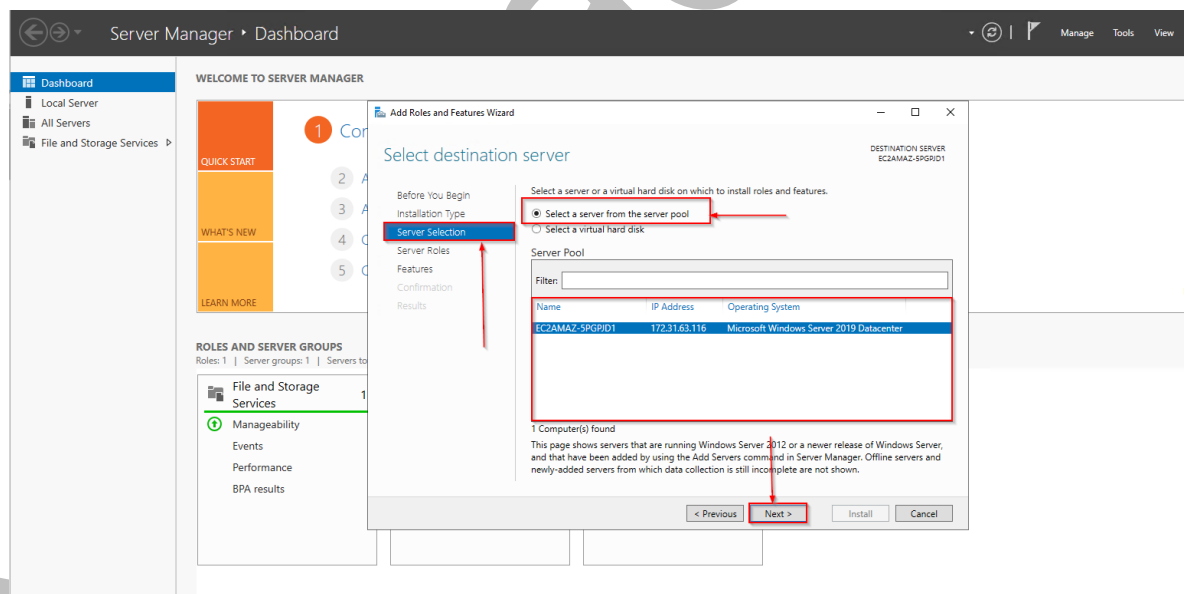 Server Manager ‣ Dashboard
Manage Tools View
Dashboard
Local Server
All Servers
File and Storage Services
WELCOME TO SERVER MANAGER
QUICK START
WHAT'S NEW
LEARN MORE
1
2
3
4
5
ROLES AND SERVER GROUPS
Roles: 1 | Server groups: 1 | Servers to
File and Storage
Services
1
Manageability
Events
Performance
BPA results
Add Roles and Features Wizard
Select destination server
DESTINATION SERVER
EC2AMAZ-5PGPJD1
Before You Begin
Installation Type
Server Selection
Server Roles
Features
Confirmation
Results
Select a server or a virtual hard disk on which to install roles and features.
Select a server from the server pool
Select a virtual hard disk
Server Pool
Filter:
Name IP Address Operating System
EC2AMAZ-5PGPJD1 172.31.63.116 Microsoft Windows Server 2019 Datacenter
1 Computer(s) found
This page shows servers that are running Windows Server 2012 or a newer release of Windows Server,
and that have been added by using the Add Servers command in Server Manager. Offline servers and
newly-added servers from which data collection is still incomplete are not shown.
< Previous Next > Install Cancel